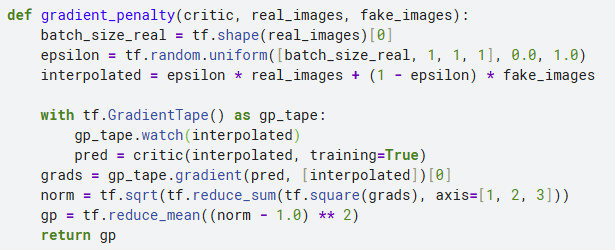 def gradient_penalty(critic, real_images, fake_images):
    batch_size_real = tf.shape(real_images)[0]
    epsilon = tf.random.uniform([batch_size_real, 1, 1, 1], 0.0, 1.0)
    interpolated = epsilon * real_images + (1 - epsilon) * fake_images

    with tf.GradientTape() as gp_tape:
        gp_tape.watch(interpolated)
        pred = critic(interpolated, training=True)
    grads = gp_tape.gradient(pred, [interpolated])[0]
    norm = tf.sqrt(tf.reduce_sum(tf.square(grads), axis=[1, 2, 3]))
    gp = tf.reduce_mean((norm - 1.0) ** 2)
    return gp